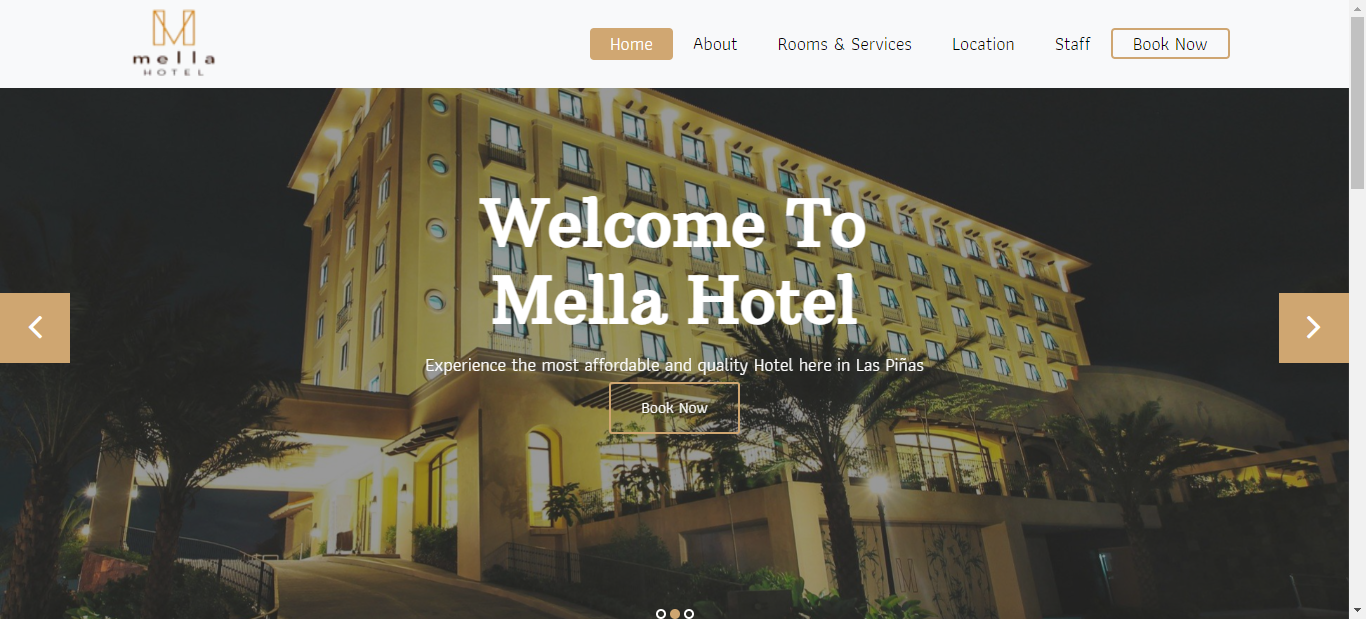 mella
HOTEL
Home
About
Rooms & Services
Location
Staff
Book Now
Welcome To
Mella Hotel
Experience the most affordable and quality Hotel here in Las Piñas
Book Now